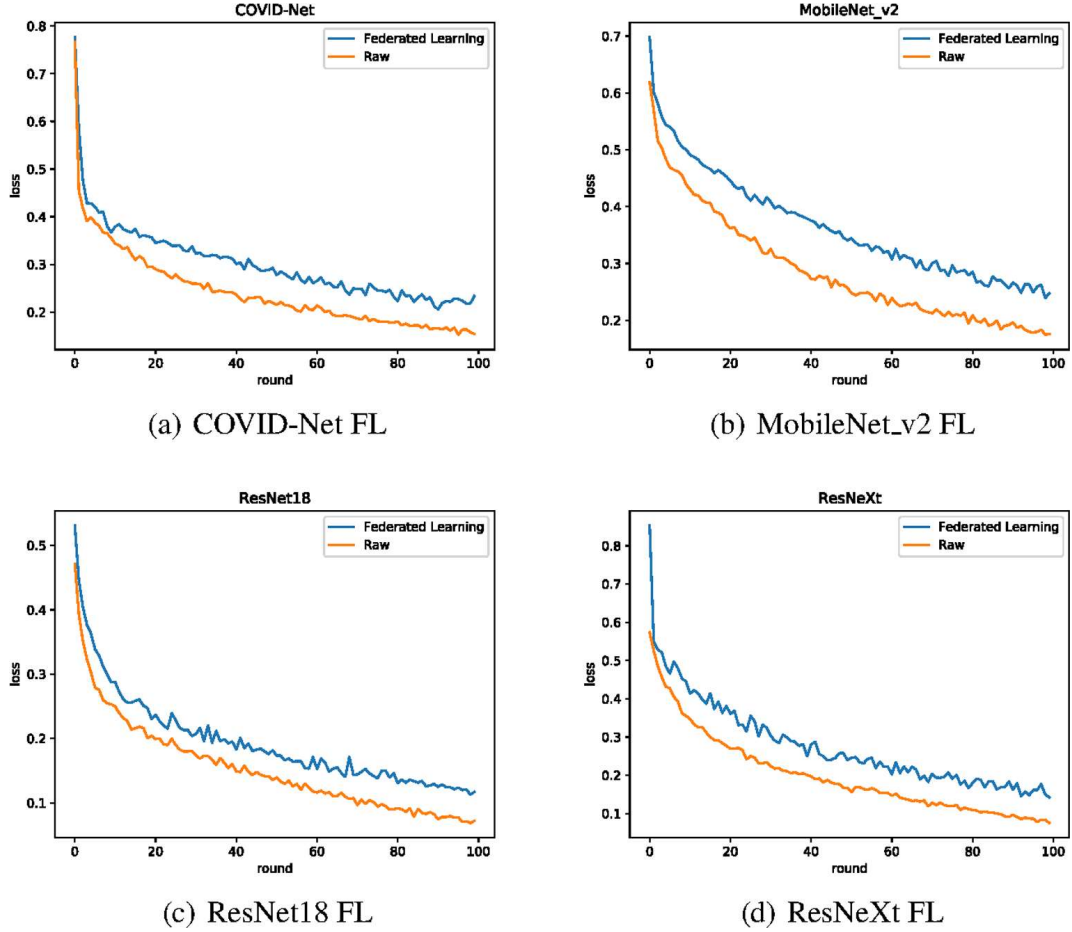 COVID-Net
0.8
0.7
0.6
0.5
0.4
0.3
0.2
loss
0
20
40
60
80
100
round
Federated Learning
Raw
(a) COVID-Net FL
MobileNet_v2
0.7
0.6
0.5
0.4
0.3
0.2
loss
0
20
40
60
80
100
round
Federated Learning
Raw
(b) MobileNet_v2 FL
ResNet18
0.5
0.4
0.3
0.2
0.1
loss
0
20
40
60
80
100
round
Federated Learning
Raw
(c) ResNet18 FL
ResNeXt
0.8
0.7
0.6
0.5
0.4
0.3
0.2
0.1
loss
0
20
40
60
80
100
round
Federated Learning
Raw
(d) ResNeXt FL